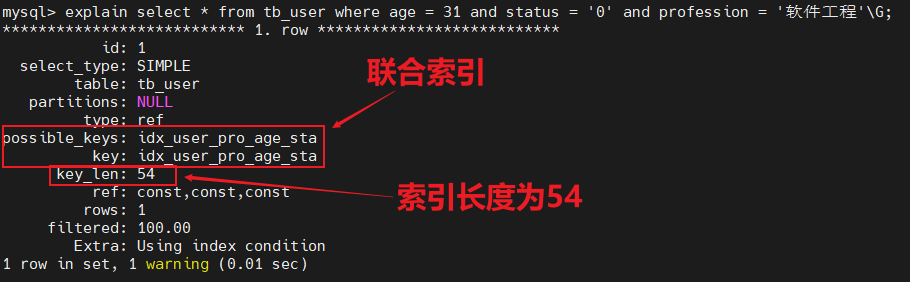 mysql> explain select * from tb_user where age = 31 and status = '0' and profession = '软件工程'\G;
*************************** 1. row ***************************
id: 1
select_type: SIMPLE
table: tb_user
partitions: NULL
type: ref
possible_keys: idx_user_pro_age_sta
key: idx_user_pro_age_sta
key_len: 54
ref: const,const,const
rows: 1
filtered: 100.00
Extra: Using index condition
1 row in set, 1 warning (0.01 sec)
联合索引
索引长度为54